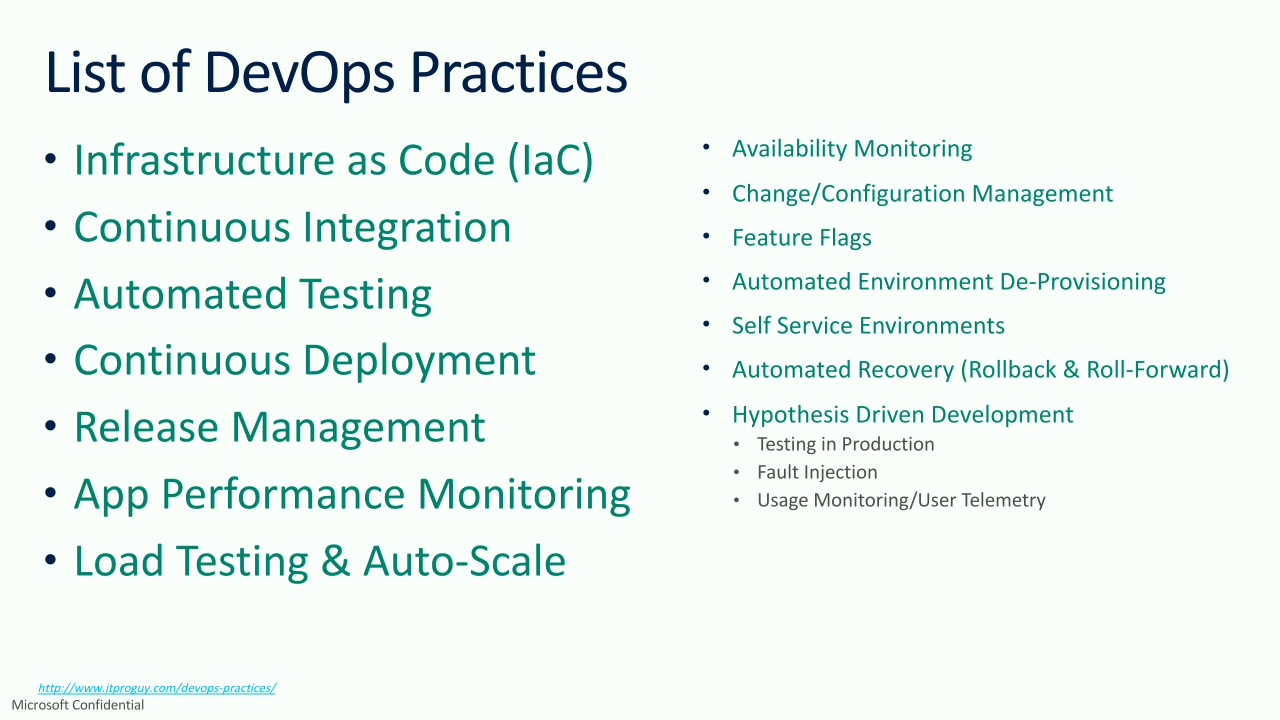 List of DevOps Practices
• Infrastructure as Code (IaC)
• Continuous Integration
• Automated Testing
• Continuous Deployment
• Release Management
• App Performance Monitoring
• Load Testing & Auto-Scale
• Availability Monitoring
• Change/Configuration Management
• Feature Flags
• Automated Environment De-Provisioning
• Self Service Environments
• Automated Recovery (Rollback & Roll-Forward)
• Hypothesis Driven Development
• Testing in Production
• Fault Injection
• Usage Monitoring/User Telemetry
http://www.itproguy.com/devops-practices/
Microsoft Confidential